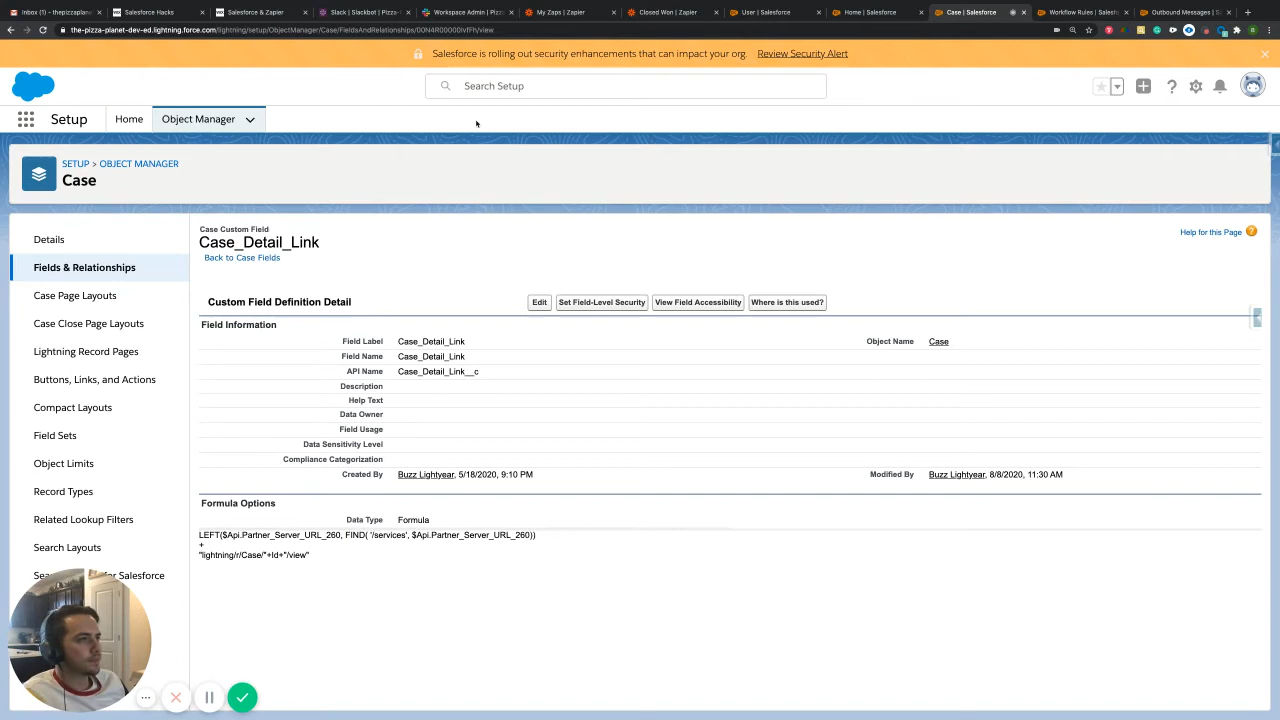 Inbox (1) - thepizzaplane
Salesforce Hacks
Salesforce & Zapier
Slack | Slackbot | Pizza-
Workspace Admin | Pizza-
My Zaps | Zapier
Closed Won | Zapier
User | Salesforce
Home | Salesforce
Case | Salesforce
Workflow Rules | Salesf
Outbound Messages | S
the-pizza-planet-dev-ed.lightning.force.com/lightning/setup/ObjectManager/Case/FieldsAndRelationships/00N4R00000IvfFh/view
Salesforce is rolling out security enhancements that can impact your org. Review Security Alert
Search Setup
Setup
Home
Object Manager
SETUP > OBJECT MANAGER
Case
Details
Fields & Relationships
Case Page Layouts
Case Close Page Layouts
Lightning Record Pages
Buttons, Links, and Actions
Compact Layouts
Field Sets
Object Limits
Record Types
Related Lookup Filters
Search Layouts
Salesforce
Case Custom Field
Case_Detail_Link
Back to Case Fields
Help for this Page
Custom Field Definition Detail
Edit
Set Field-Level Security
View Field Accessibility
Where is this used?
Field Information
Field Label Case_Detail_Link Object Name Case
Field Name Case_Detail_Link
API Name Case_Detail_Link__c
Description
Help Text
Data Owner
Field Usage
Data Sensitivity Level
Compliance Categorization
Created By Buzz Lightyear, 5/18/2020, 9:10 PM Modified By Buzz Lightyear, 8/8/2020, 11:30 AM
Formula Options
Data Type Formula
LEFT($Api.Partner_Server_URL_260, FIND( '/services', $Api.Partner_Server_URL_260))
+
"lightning/r/Case/"+Id+"/view"